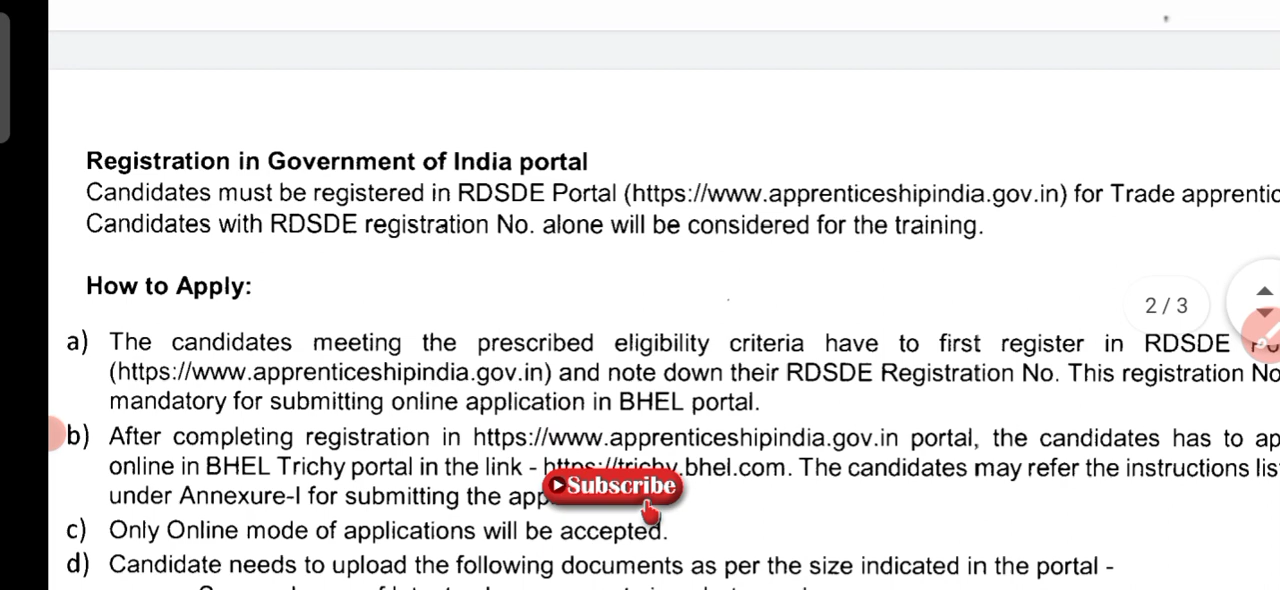 Registration in Government of India portal
Candidates must be registered in RDSDE Portal (https://www.apprenticeshipindia.gov.in) for Trade apprentic
Candidates with RDSDE registration No. alone will be considered for the training.
How to Apply:
2 / 3
a) The candidates meeting the prescribed eligibility criteria have to first register in RDSDE
(https://www.apprenticeshipindia.gov.in) and note down their RDSDE Registration No. This registration No
mandatory for submitting online application in BHEL portal.
b) After completing registration in https://www.apprenticeshipindia.gov.in portal, the candidates has to ap
online in BHEL Trichy portal in the link - https://trichy.bhel.com. The candidates may refer the instructions lis
under Annexure-I for submitting the app
Subscribe
c) Only Online mode of applications will be accepted.
d) Candidate needs to upload the following documents as per the size indicated in the portal -